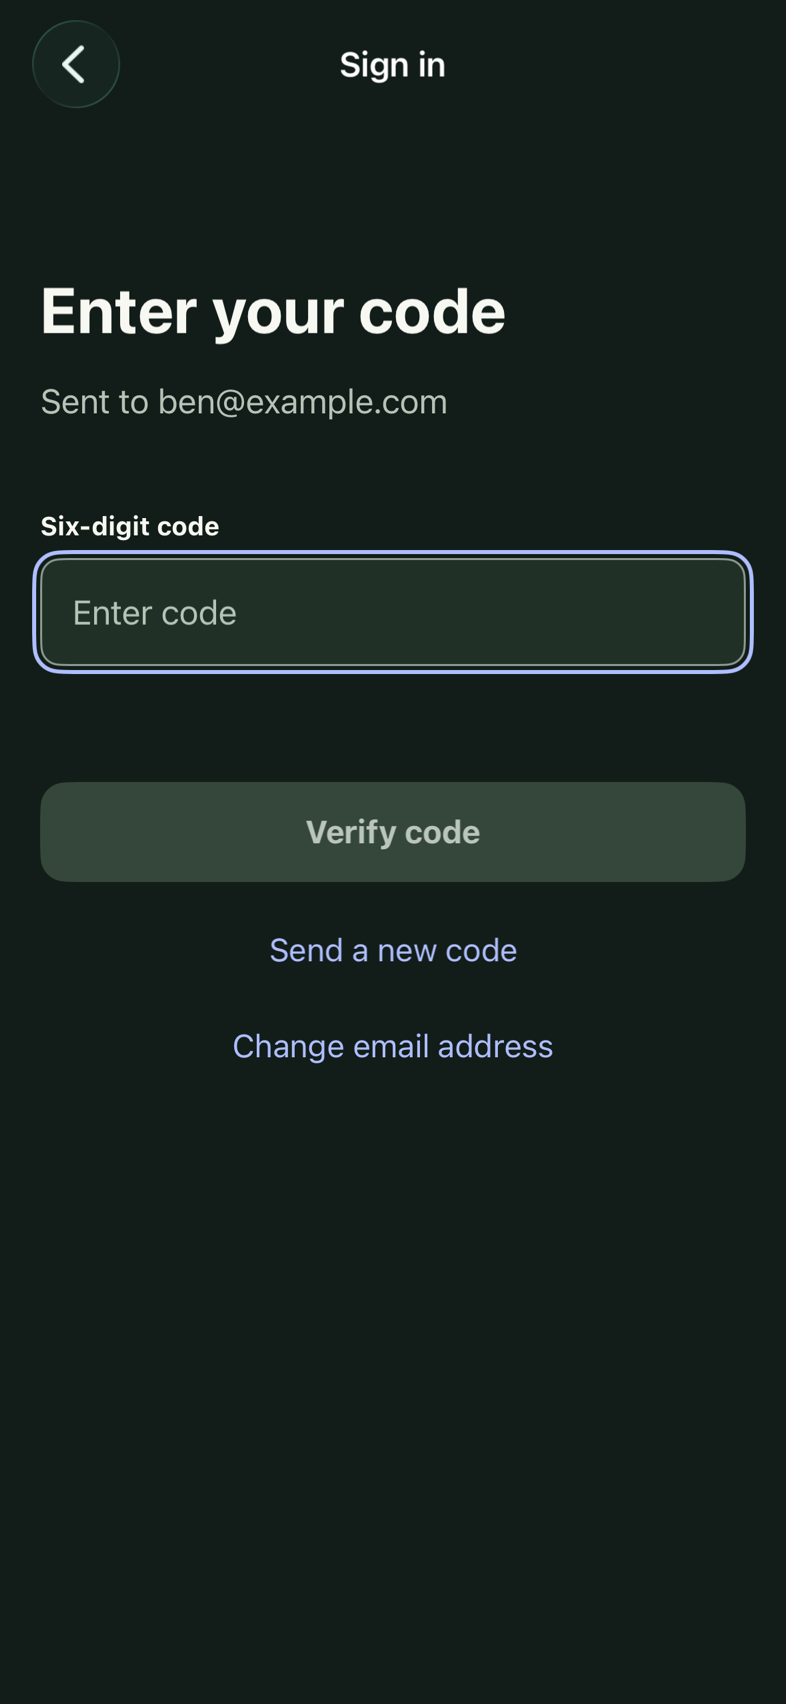 Sign in
Enter your code
Sent to ben@example.com
Six-digit code
Enter code
Verify code
Send a new code
Change email address